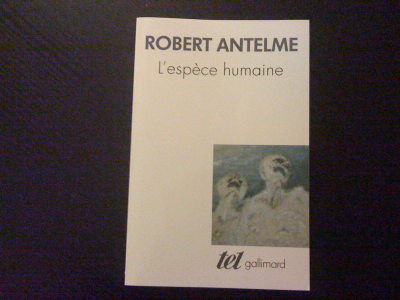 ROBERT ANTELME
L'espèce humaine
tel gallimard